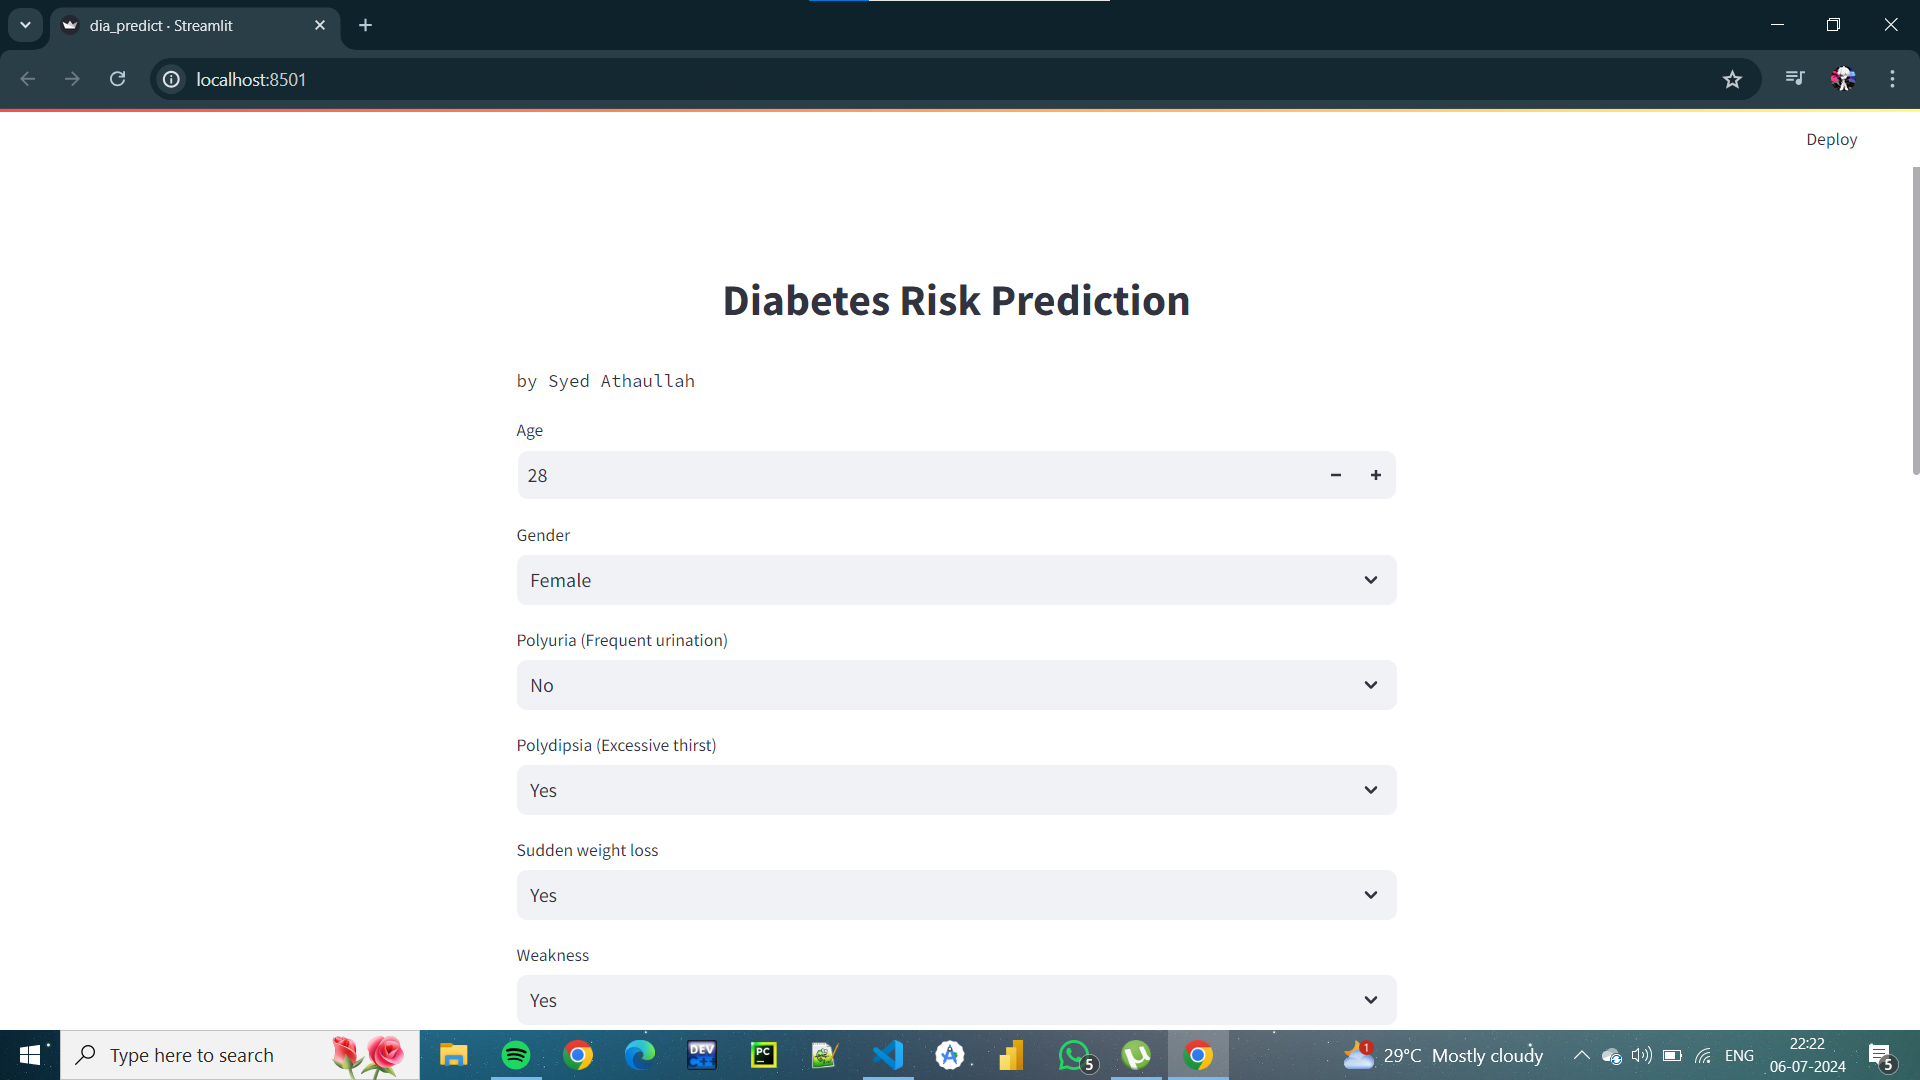 dia_predict · Streamlit
localhost:8501
Deploy
Diabetes Risk Prediction
by Syed Athaullah
Age
28
Gender
Female
Polyuria (Frequent urination)
No
Polydipsia (Excessive thirst)
Yes
Sudden weight loss
Yes
Weakness
Yes
Type here to search
DEV
C++
PC
5
1
29°C Mostly cloudy
ENG
22:22
06-07-2024
5